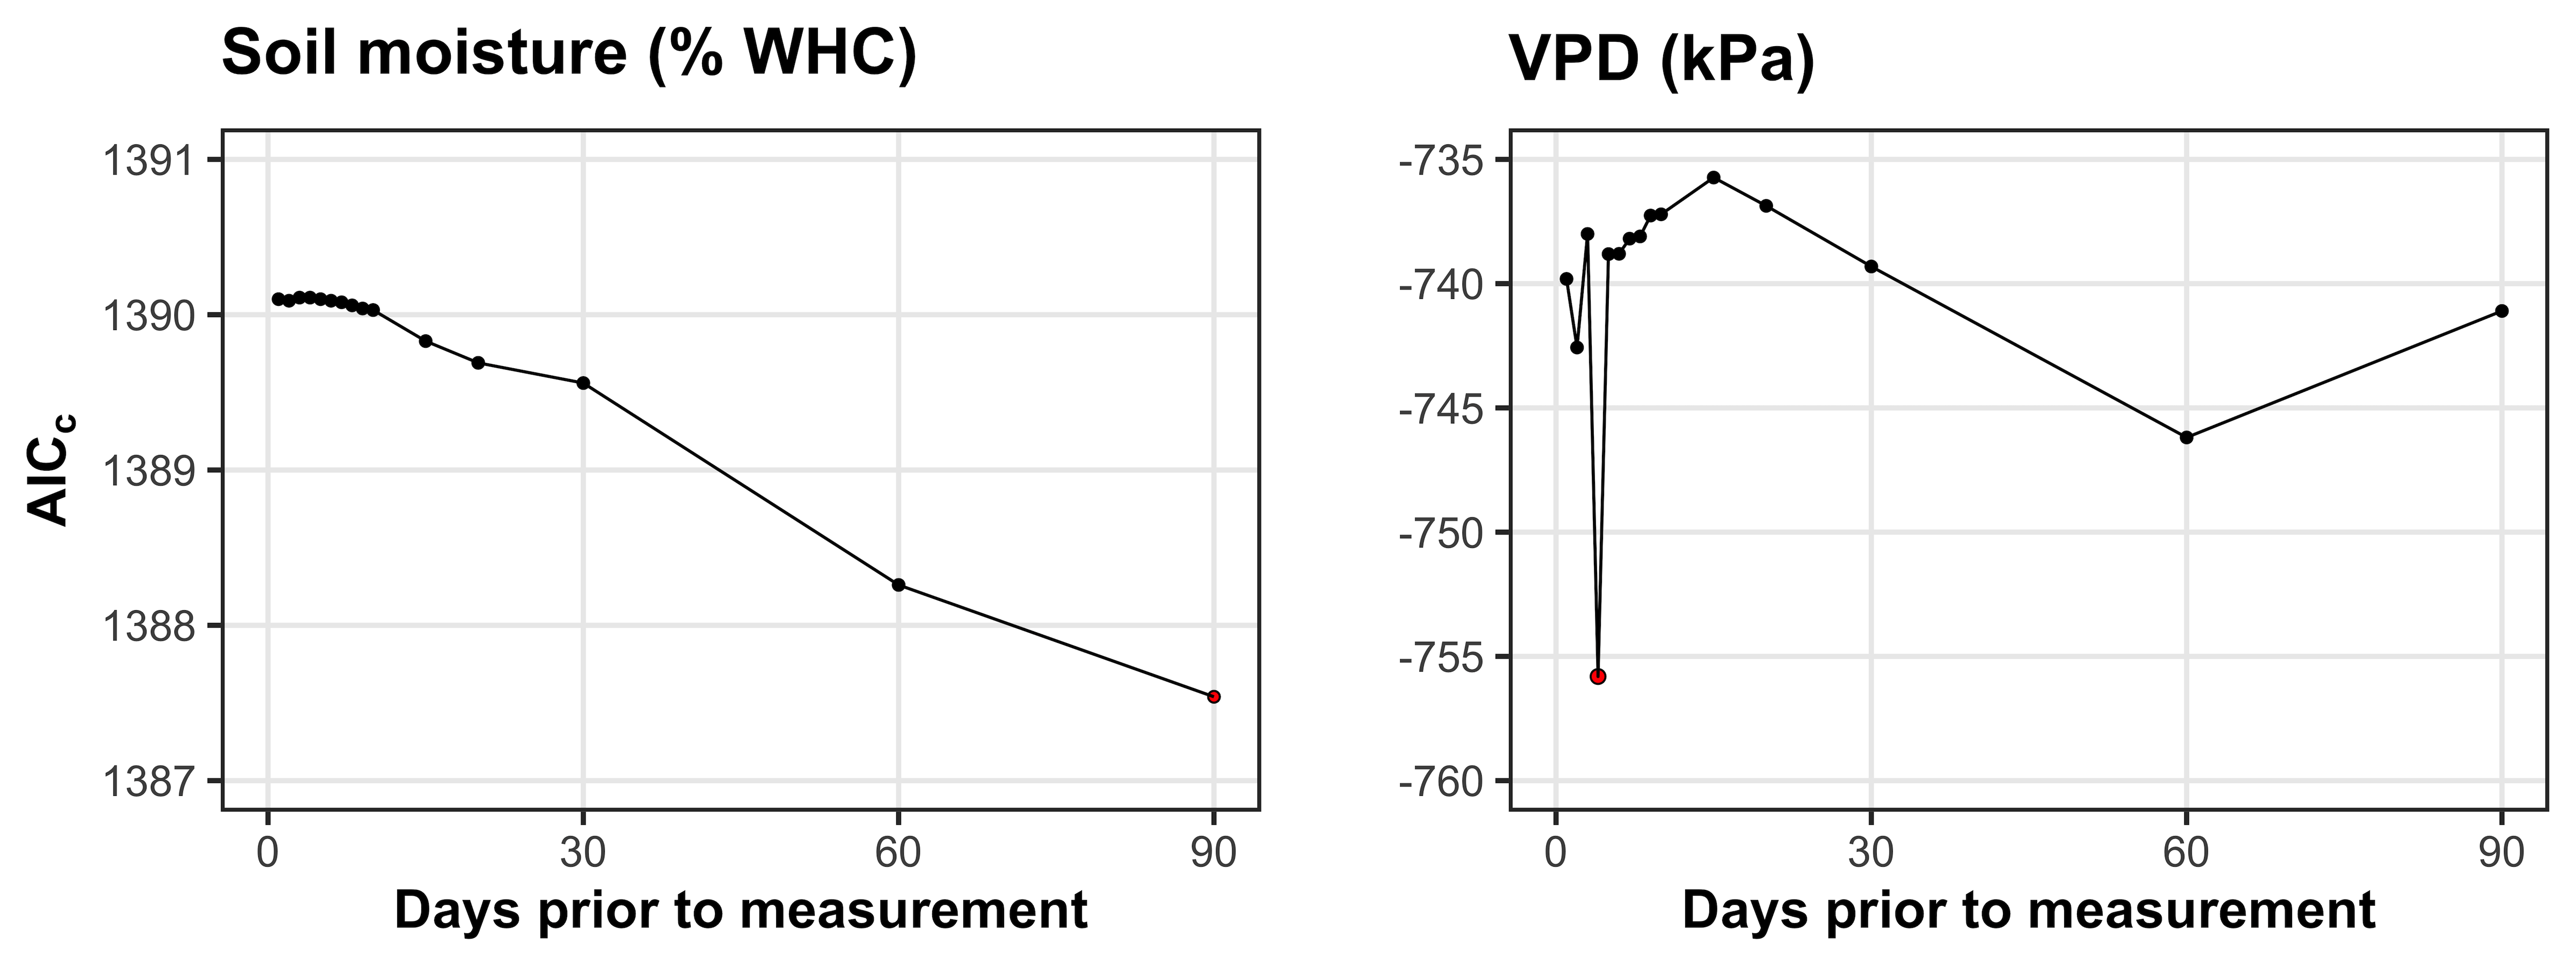 Soil moisture (% WHC)
VPD (kPa)
AICc
1391
1390
1389
1388
1387
0 30 60 90
Days prior to measurement
-735
-740
-745
-750
-755
-760
0 30 60 90
Days prior to measurement